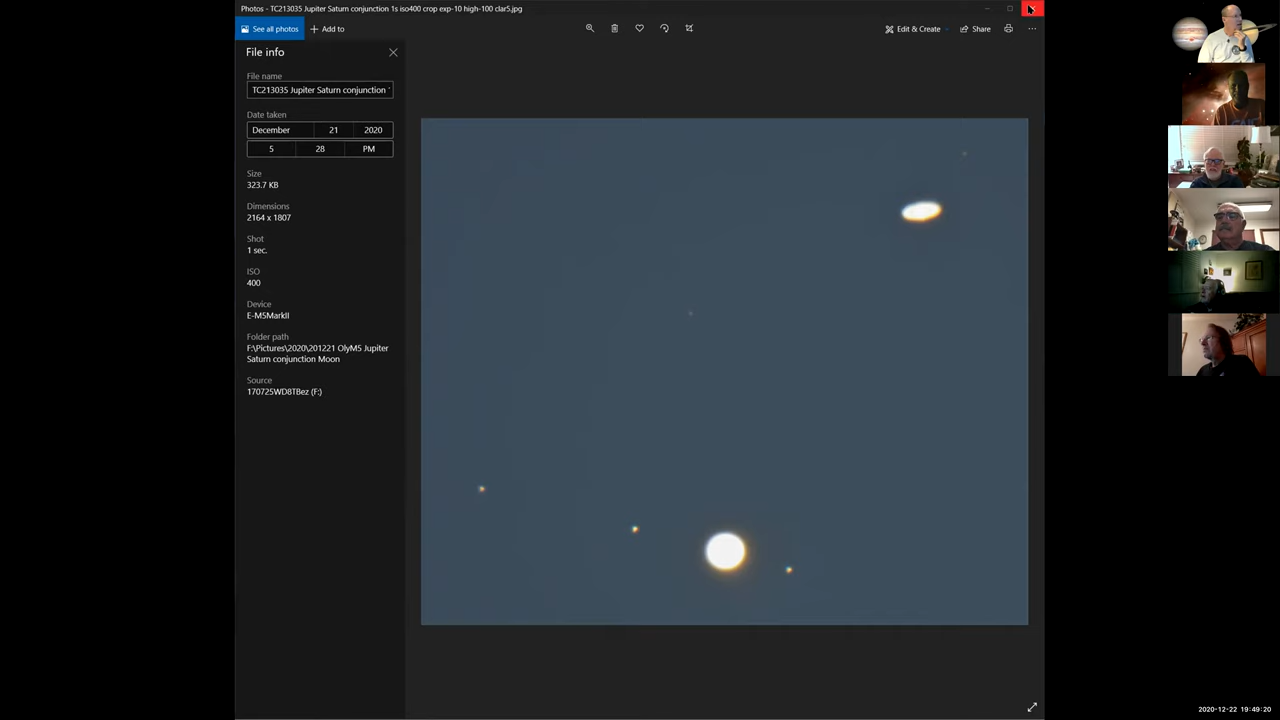 Photos - TC213035 Jupiter Saturn conjunction 1s iso400 crop exp-10 high-100 clar5.jpg
See all photos
Add to
Edit & Create
Share
File info
File name
TC213035 Jupiter Saturn conjunction
Date taken
December 21 2020
5 28 PM
Size
323.7 KB
Dimensions
2164 x 1807
Shot
1 sec.
ISO
400
Device
E-M5MarkII
Folder path
F:\Pictures\2020\201221 OlyM5 Jupiter
Saturn conjunction Moon
Source
170725WD8TBez (F:)
2020-12-22 19:49:20